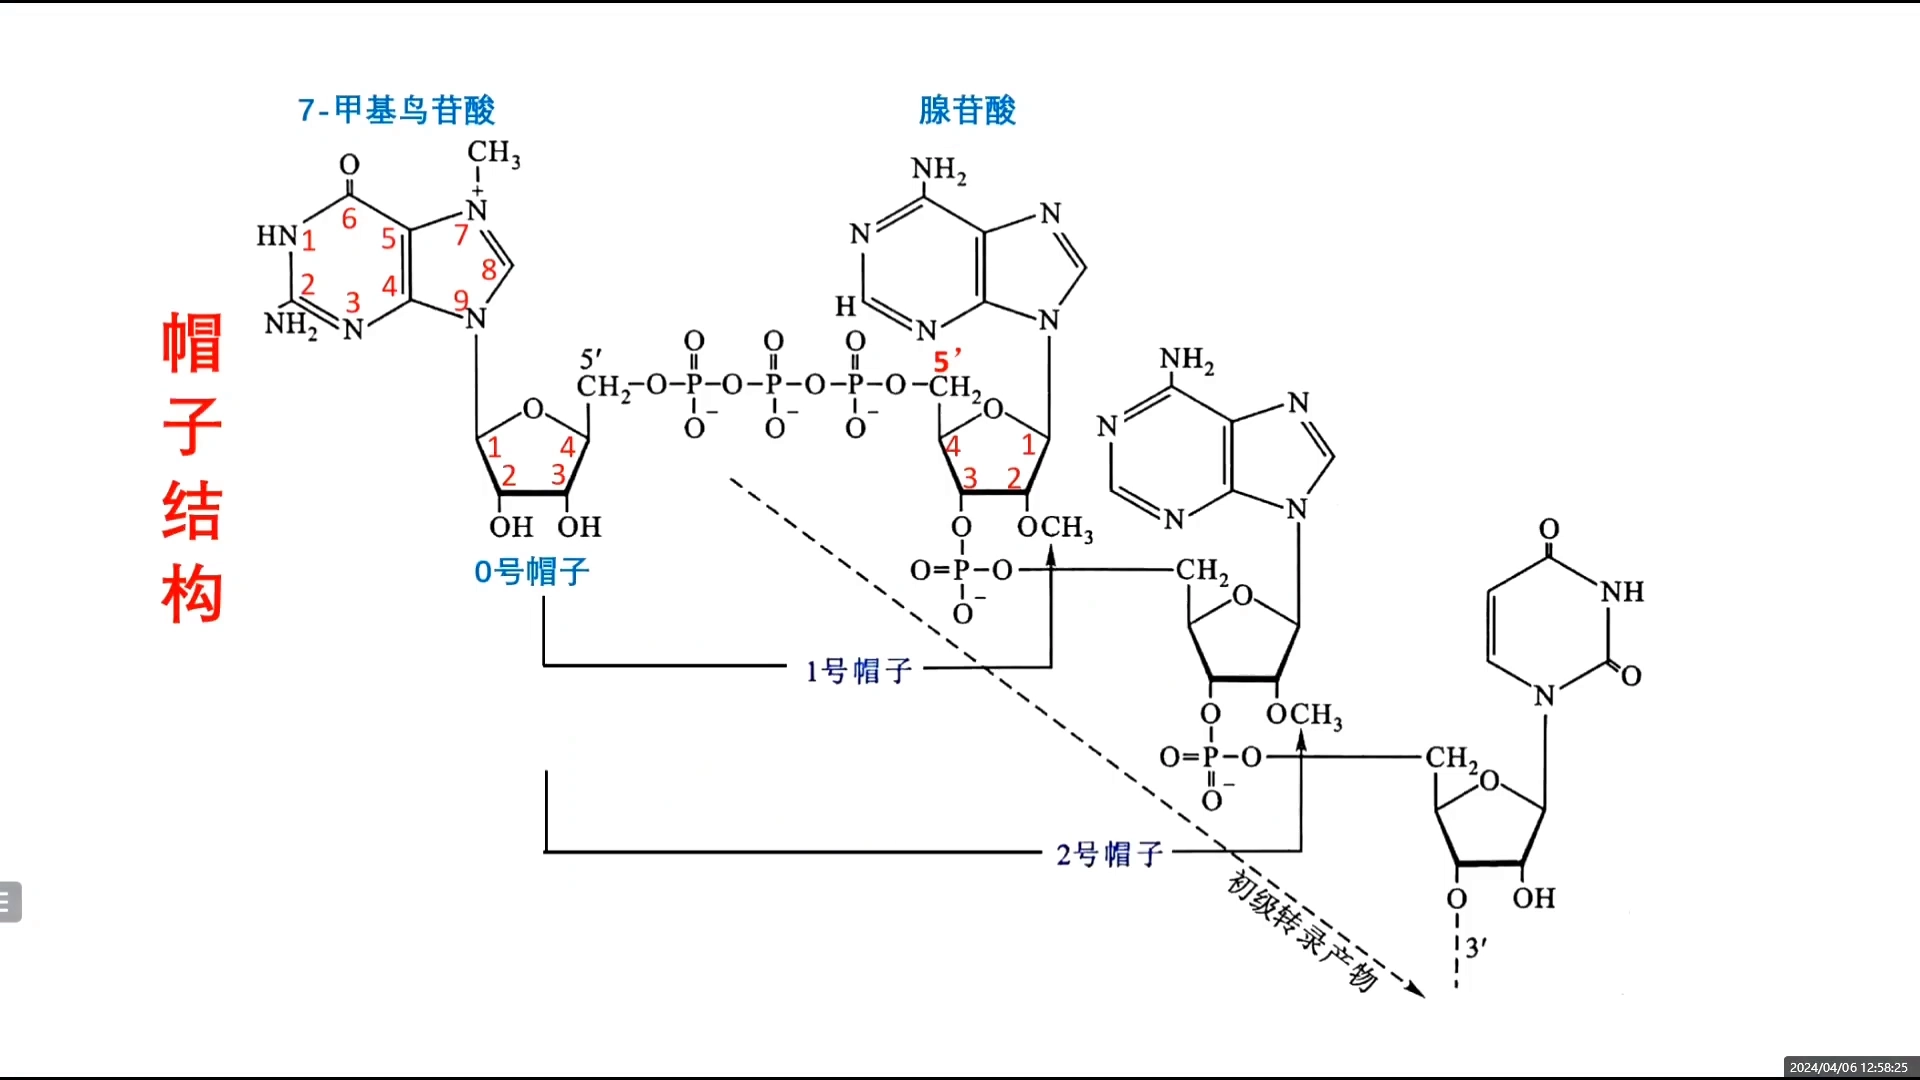 7-甲基鸟苷酸
腺苷酸
CH3
O
+
N
HN
NH2
N
N
1
2
3
4
5
6
7
8
9
NH2
N
N
H
N
N
帽子结构
5′
CH2-O-P-O-P-O-P-O-CH2
O
O
O
O-
O-
O-
5’
O
1
2
3
4
OH
OH
O
4
3
2
1
O
OCH3
NH2
N
N
N
N
0号帽子
O=P-O
CH2
O-
O
1号帽子
O
NH
O
N
O
OCH3
O=P-O
CH2
O-
O
2号帽子
初级转录产物
O
OH
3′
2024/04/06 12:58:25